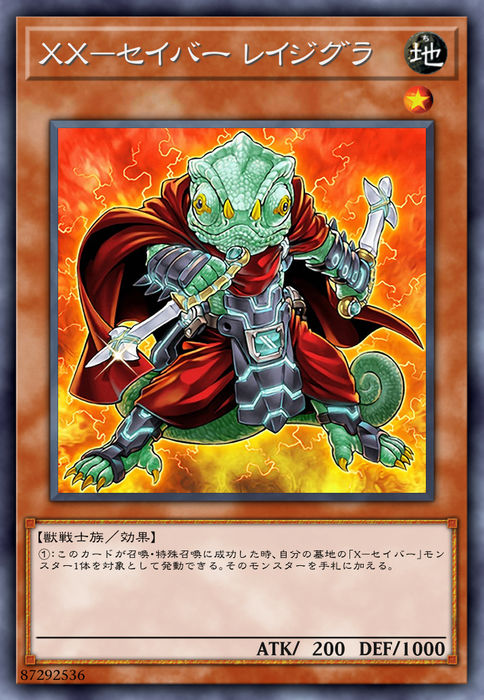 XX－セイバー レイジグラ
ち
地
【獣戦士族／効果】
①：このカードが召喚・特殊召喚に成功した時、自分の墓地の「X－セイバー」モン
スター1体を対象として発動できる。そのモンスターを手札に加える。
ATK/ 200 DEF/1000
87292536